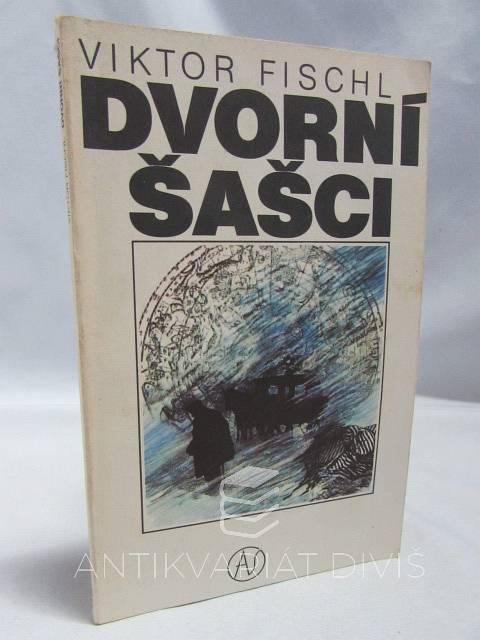 VIKTOR FISCHL
DVORNÍ
ŠAŠCI
ANTIKVARIÁT DIVIŠ